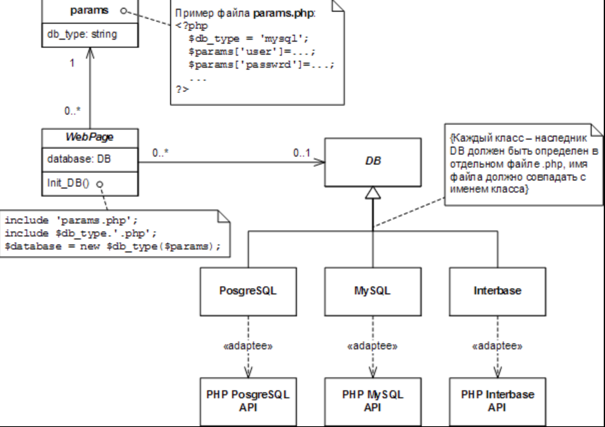 params
db_type: string
Пример файла params.php:
<?php
$db_type = 'mysql';
$params['user']=...;
$params['passwrd']=...;
...
?>
1
0..*
WebPage
database: DB
Init_DB()
0..*
0..1
DB
{Каждый класс – наследник
DB должен быть определен в
отдельном файле .php, имя
файла должно совпадать с
именем класса}
include 'params.php';
include $db_type.'.php';
$database = new $db_type($params);
PosgreSQL
MySQL
Interbase
«adaptee»
«adaptee»
«adaptee»
PHP PosgreSQL
API
PHP MySQL
API
PHP Interbase
API